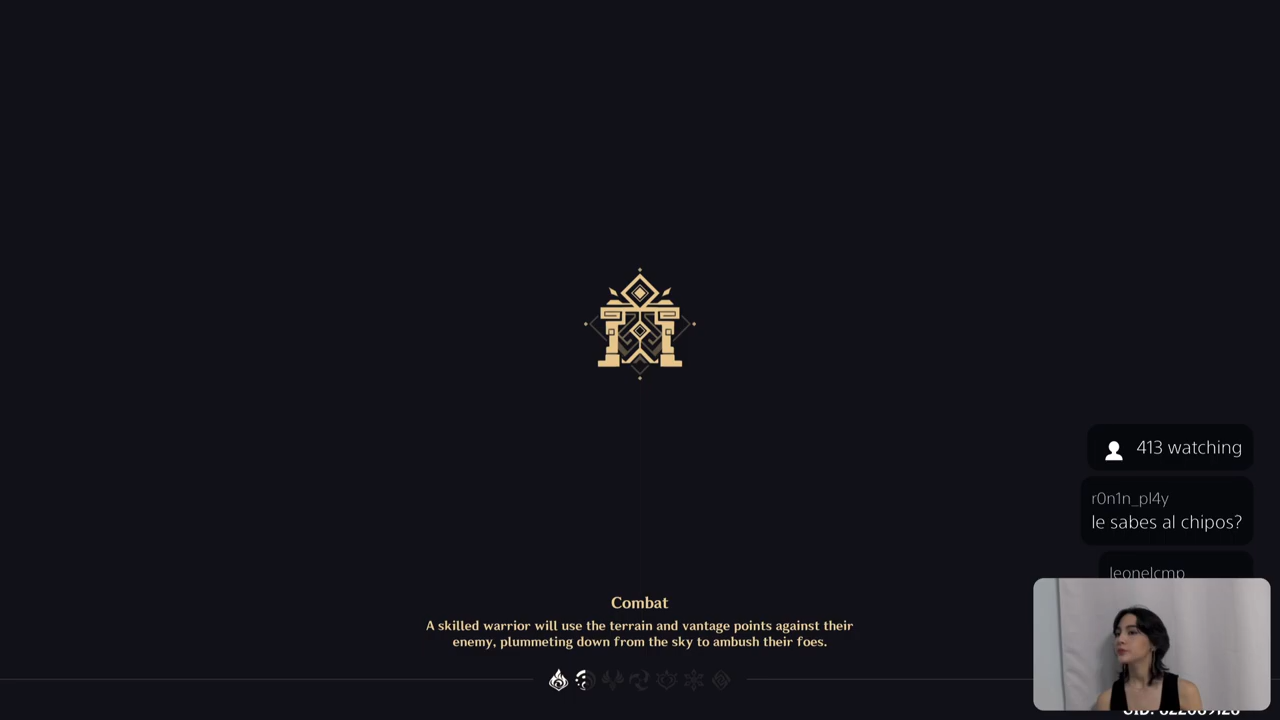 413 watching
r0n1n_pl4y
le sabes al chipos?
leonelcmp
Combat
A skilled warrior will use the terrain and vantage points against their
enemy, plummeting down from the sky to ambush their foes.